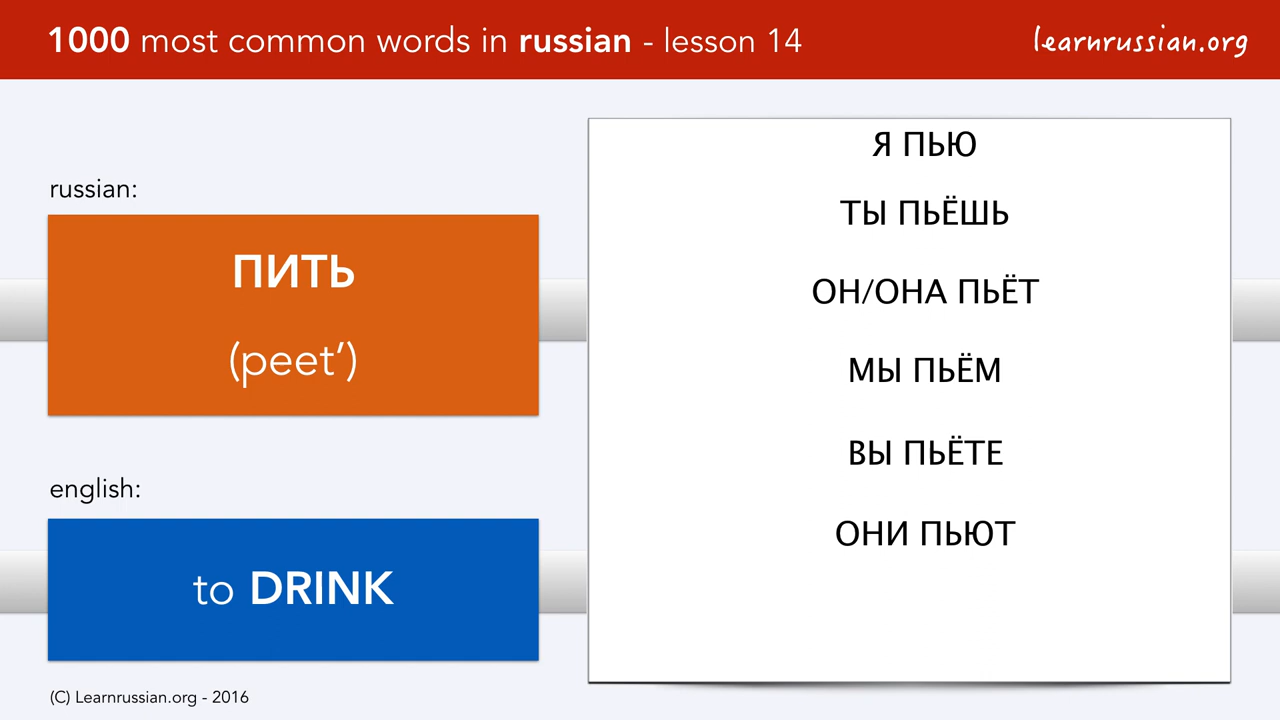 1000 most common words in russian - lesson 14
learnrussian.org
russian:
ПИТЬ
(peet’)
english:
to DRINK
Я ПЬЮ
ТЫ ПЬЁШЬ
ОН/ОНА ПЬЁТ
МЫ ПЬЁМ
ВЫ ПЬЁТЕ
ОНИ ПЬЮТ
(C) Learnrussian.org - 2016